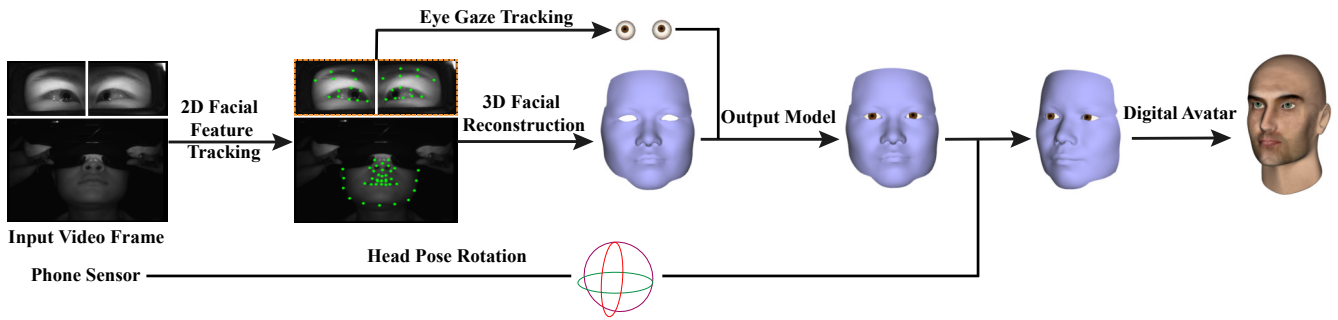 Eye Gaze Tracking
2D Facial
Feature
Tracking
3D Facial
Reconstruction
Output Model
Digital Avatar
Input Video Frame
Head Pose Rotation
Phone Sensor